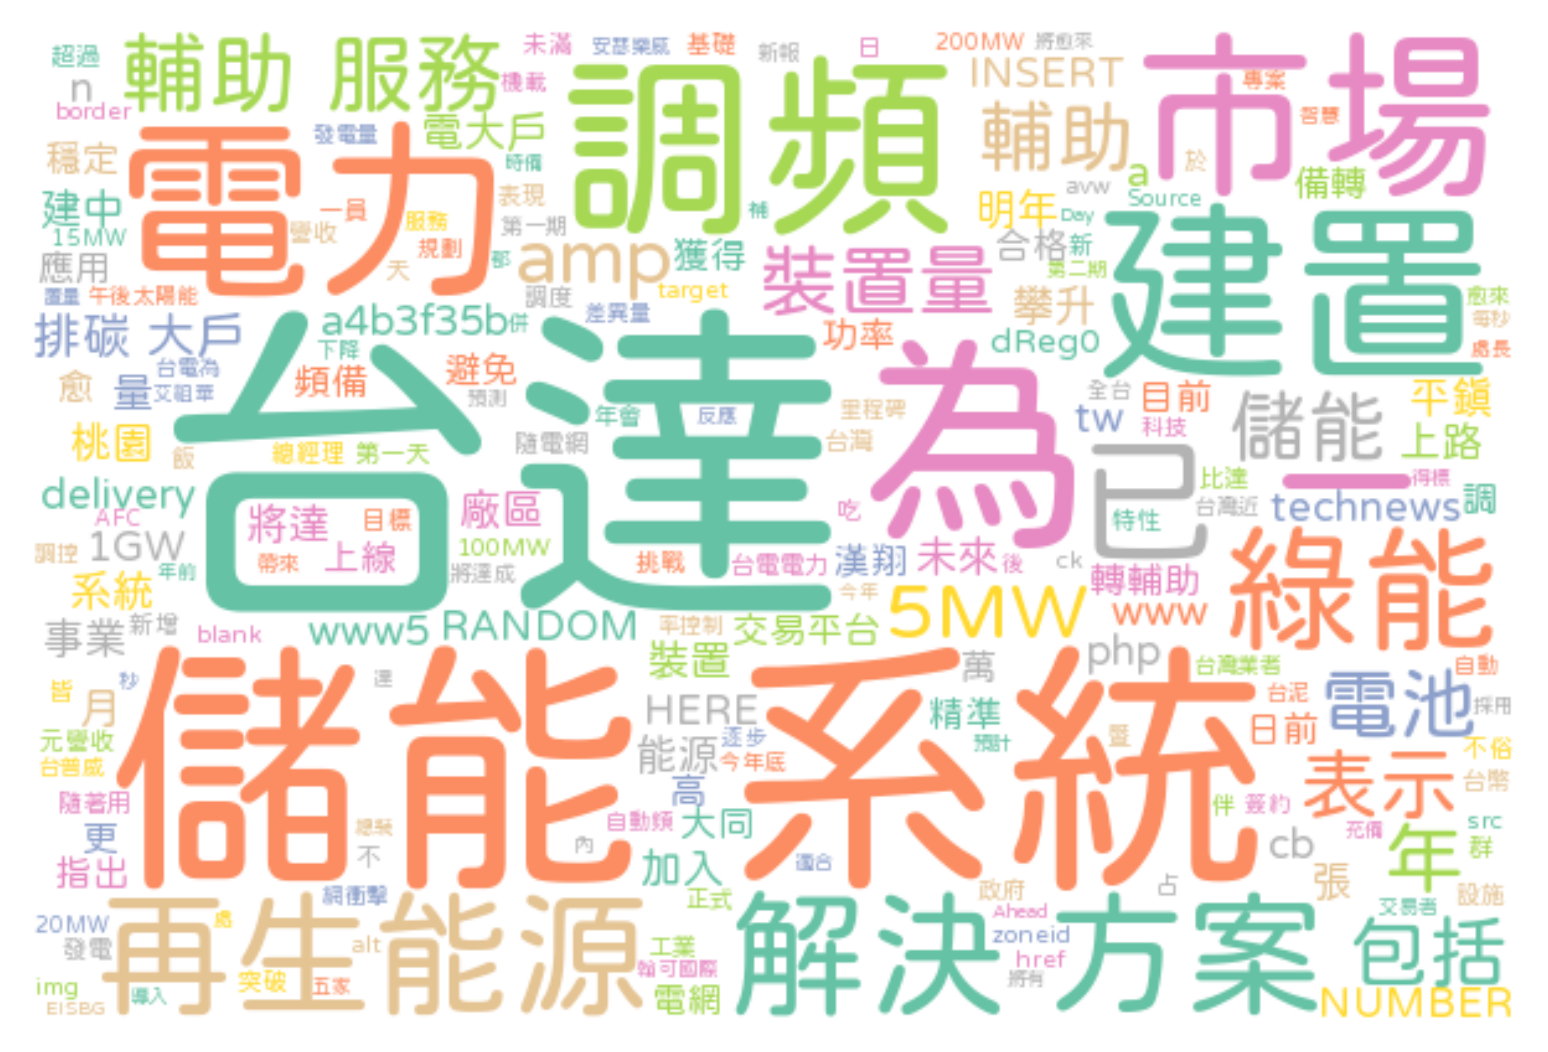 超過 輔助 服務 未滿 安瑟樂威 基礎 新報 日 200MW 將愈來 市場
n 機載 調頻 INSERT 專案
border 發電量 電大戶 輔助 智慧
穩定 電力 時備 於
建中 一員 表現 補 明年 avw a 備轉
15MW 營收 服務 第一期 Day Source
應用 規劃 郡 amp 獲得 裝置量 合格 新 建置
天 第二期
置量 午後太陽能 調度 target 攀升 愈來
排碳 大戶 a4b3f35b 併 差異量 功率 dReg0 每秒
下降 處長
台電為 頻備 避免 為 全台 目前 儲能 平鎮
愈 量 艾祖華 預測 年會 反應 里程碑 tw 科技
桃園 總經理 第一天 隨電網 台灣 已 上路
飯 台達 比達 一 得標
delivery 將達 目標 廠區 吃 台灣近 technews 調
AFC 特性
調控 1GW 帶來 上線 100MW 挑戰 台電電力 漢翔 未來 後 ck 綠能
年前 將達成 轉輔助
系統 今年 5MW www
事業 新增 blank www5 RANDOM 率控制 交易平台
裝置 萬 php 台灣業者 自動
皆 秒 儲能 達 系統 台泥 電池
月 HERE 精準 採用
元營收 能源 逐步 預計 暨 日前 不俗
台普威 今年底 表示 台幣
隨著用 高 伴 簽約
更 總裝 自動頻 大同 充備 src
不 內 cb 年 群
指出 加入 適合 張
網衝擊 正式 政府 占 設施
20MW 處 再生能源 解決方案 Ahead 交易者
發電 alt 工業 zoneid 包括
突破 翰可國際 href
img 導入 五家 將有
EISBG 電網 NUMBER